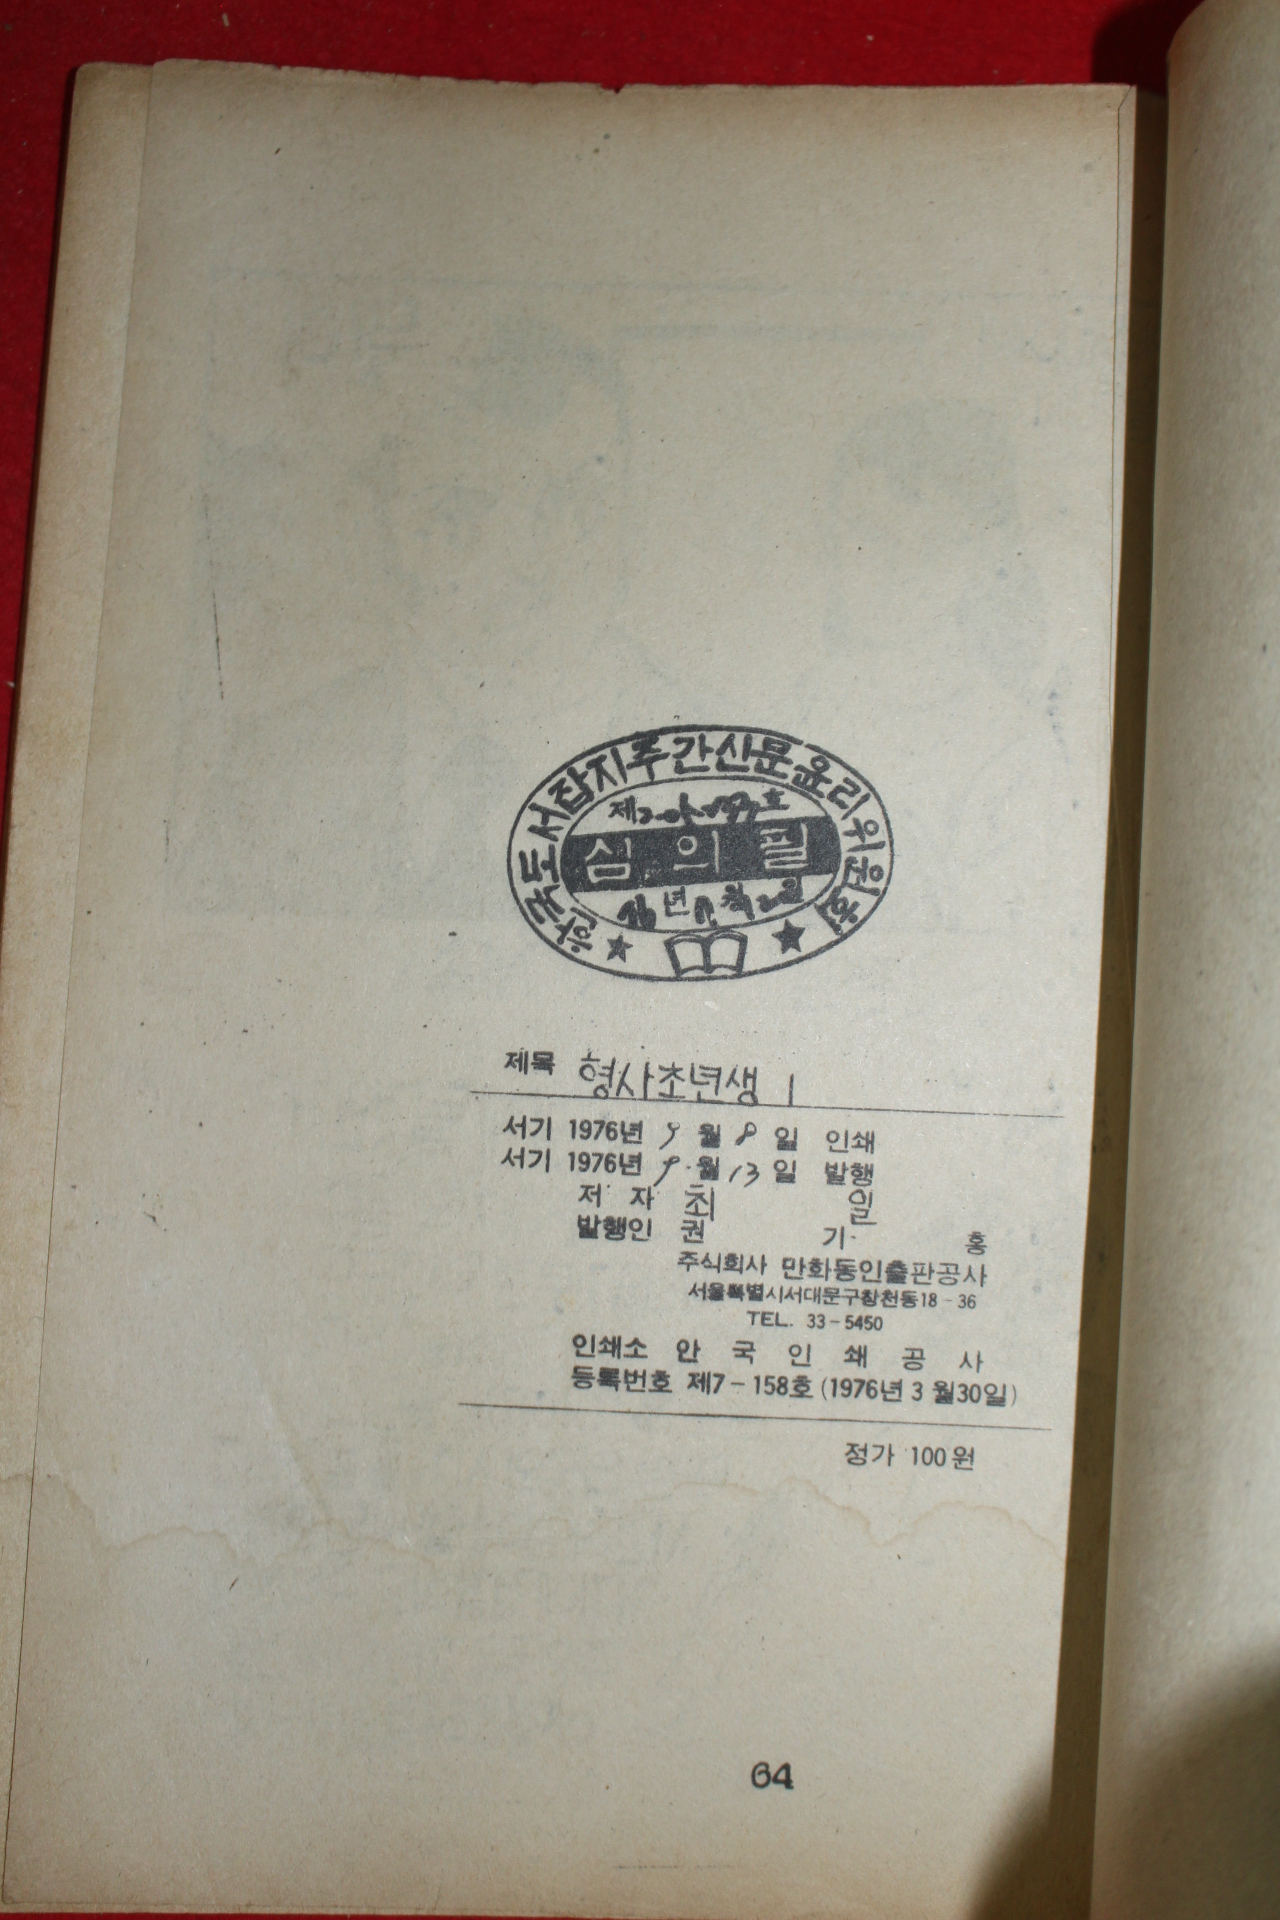 한국도서잡지주간신문윤리위원회
제 호
심의필
년
제목 형사초년생 1
서기 1976년 9월 8일 인쇄
서기 1976년 9월 13일 발행
저자 최 일
발행인 권 기 홍
주식회사 만화동인출판공사
서울특별시서대문구창천동18-36
TEL. 33-5450
인쇄소 안국인쇄공사
등록번호 제7-158호 (1976년 3월30일)
정가 100원
64